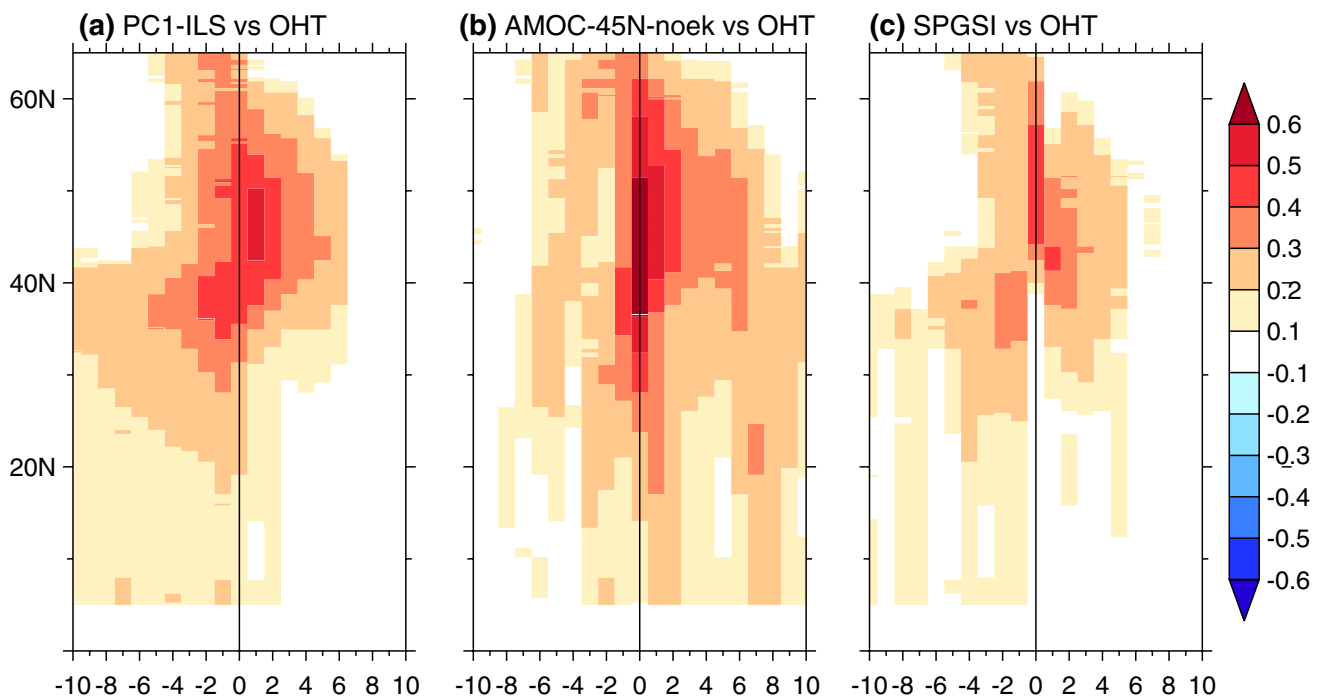 (a) PC1-ILS vs OHT
(b) AMOC-45N-noek vs OHT
(c) SPGSI vs OHT
60N
40N
20N
-10 -8 -6 -4 -2 0 2 4 6 8 10
-10 -8 -6 -4 -2 0 2 4 6 8 10
-10 -8 -6 -4 -2 0 2 4 6 8 10
0.6
0.5
0.4
0.3
0.2
0.1
-0.1
-0.2
-0.3
-0.4
-0.5
-0.6